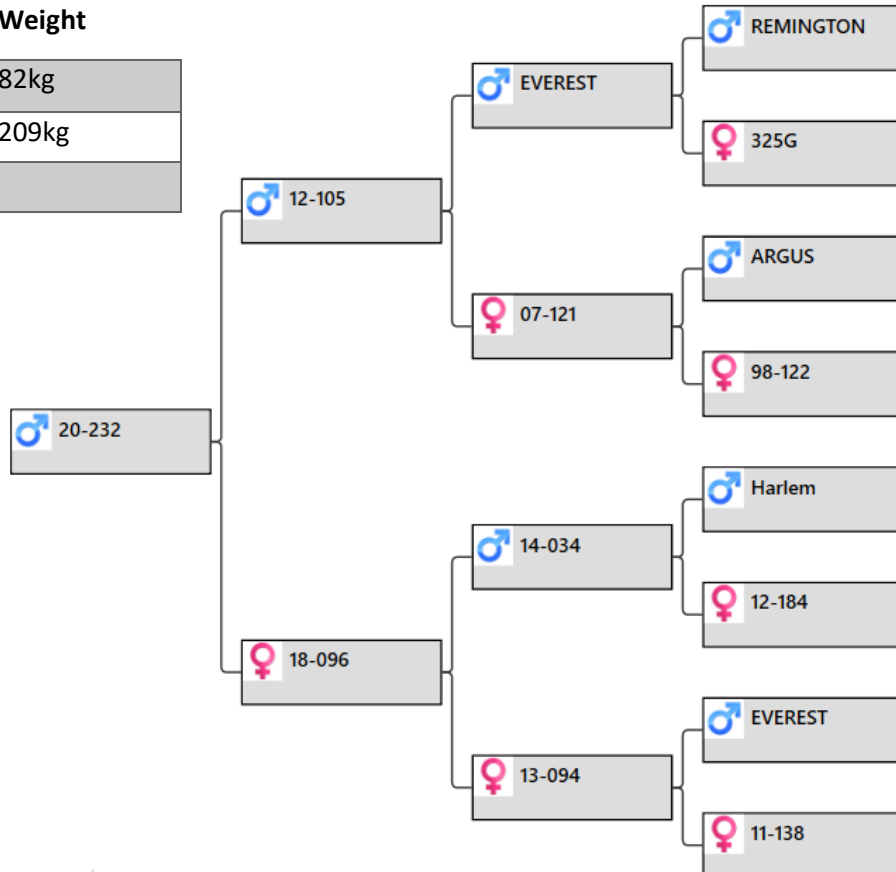 Weight
82kg
209kg
REMINGTON
EVEREST
325G
12-105
ARGUS
07-121
98-122
20-232
Harlem
14-034
12-184
18-096
EVEREST
13-094
11-138